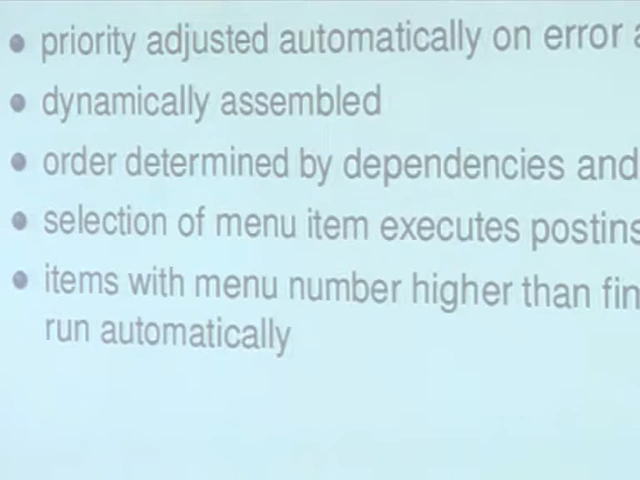 priority adjusted automatically on error
dynamically assembled
order determined by dependencies and
selection of menu item executes
items with menu number higher than
run automatically